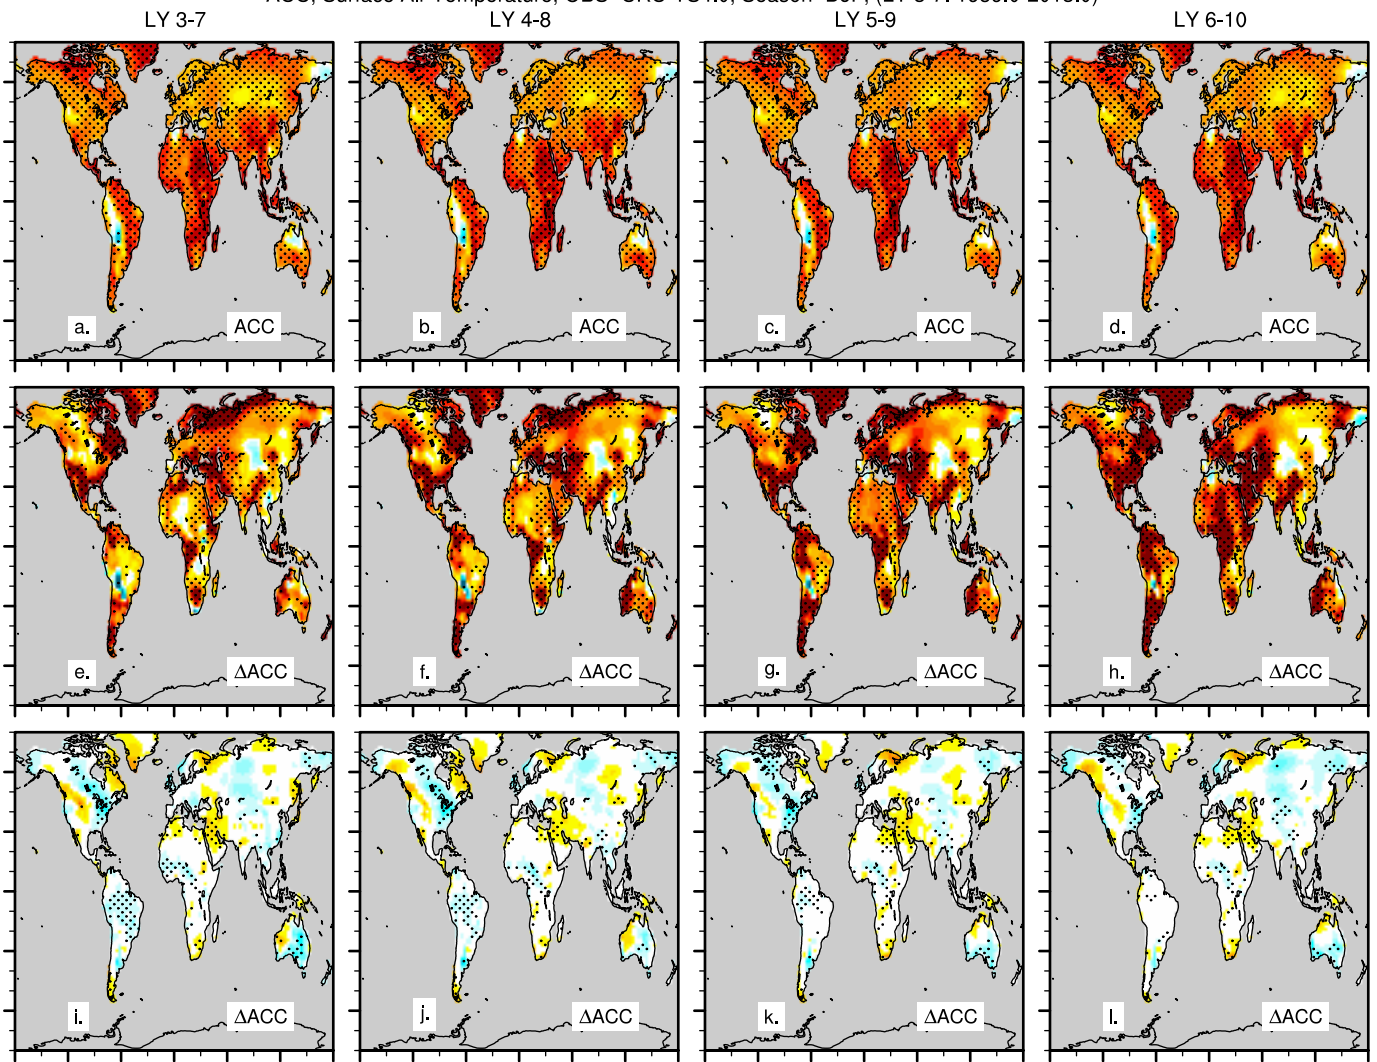 LY 3-7 LY 4-8 LY 5-9 LY 6-10
a. ACC b. ACC c. ACC d. ACC
e. ΔACC f. ΔACC g. ΔACC h. ΔACC
i. ΔACC j. ΔACC k. ΔACC l. ΔACC